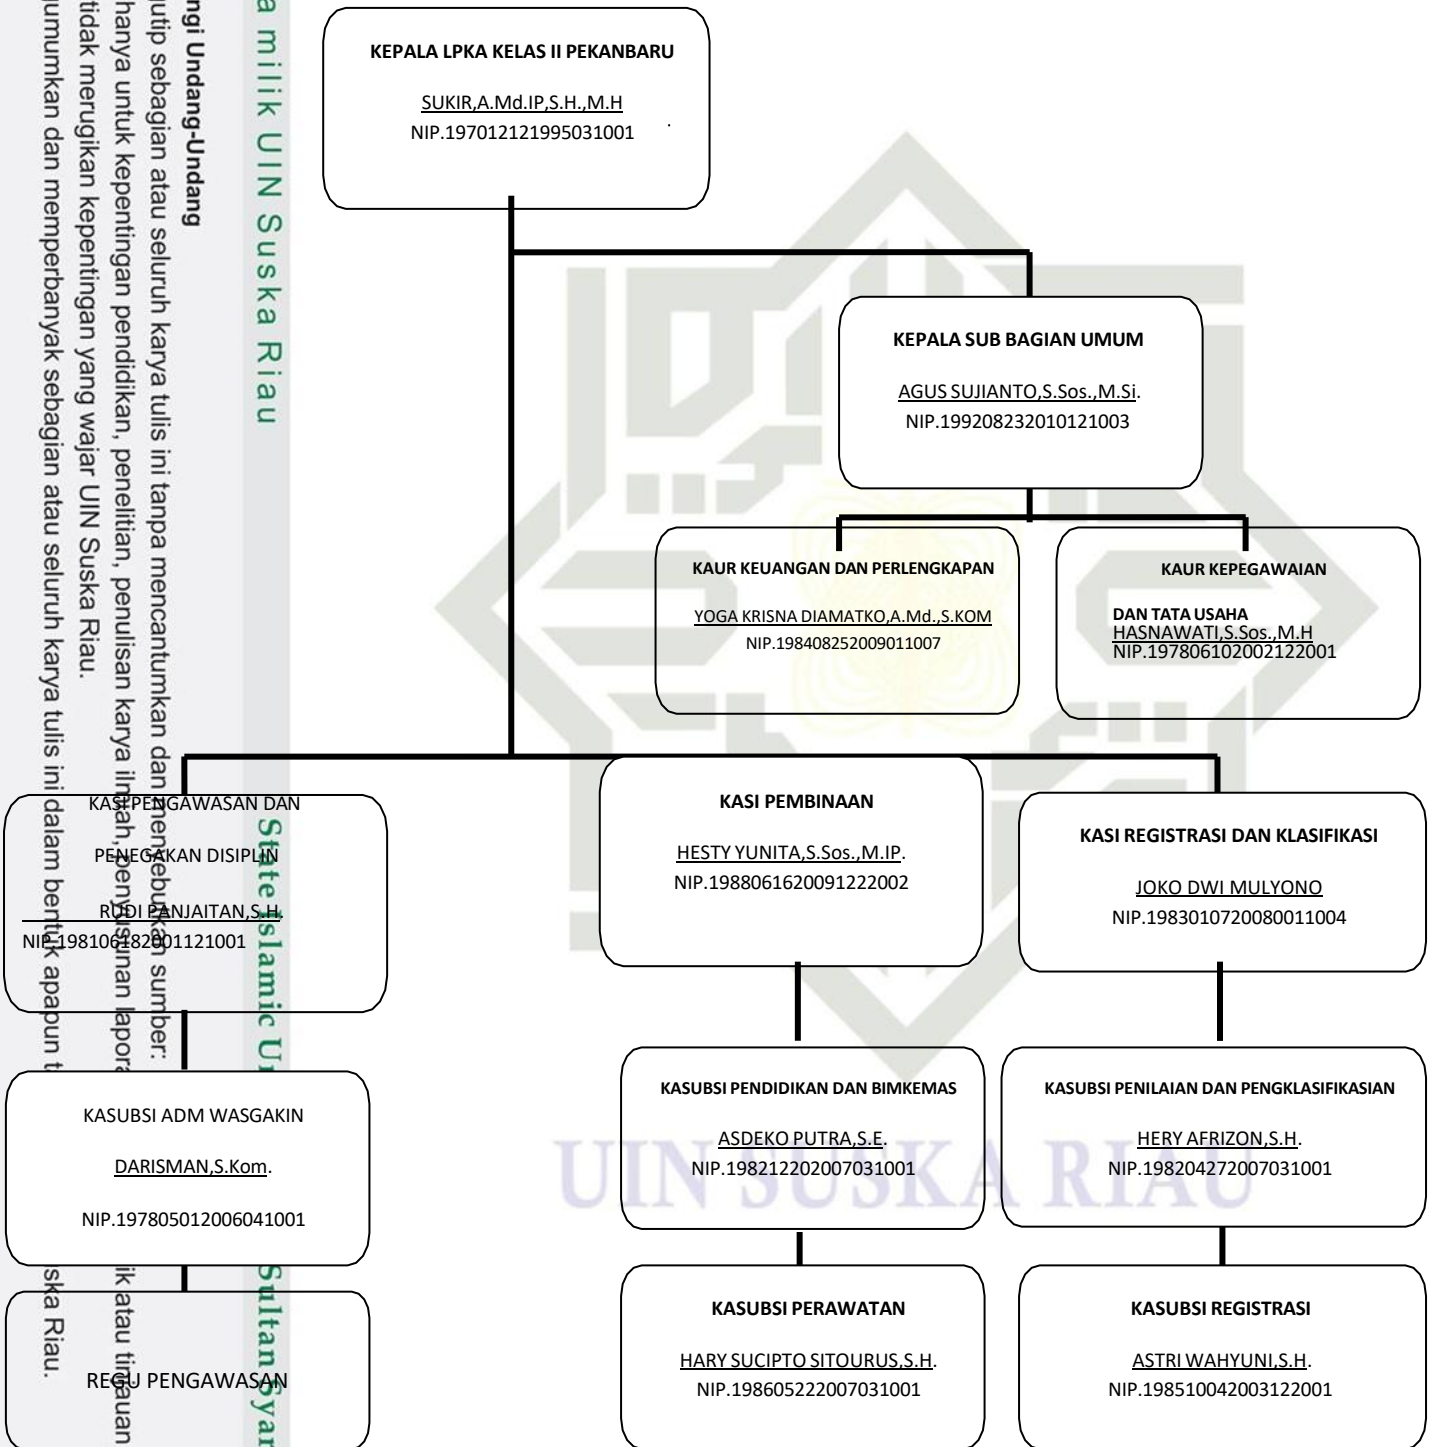 KEPALA LPKA KELAS II PEKANBARU
SUKIR,A.Md.IP,S.H.,M.H
NIP.197012121995031001 .
KEPALA SUB BAGIAN UMUM
AGUS SUJIANTO,S.Sos.,M.Si.
NIP.199208232010121003
KAUR KEUANGAN DAN PERLENGKAPAN
YOGA KRISNA DIAMATKO,A.Md.,S.KOM
NIP.198408252009011007
KAUR KEPEGAWAIAN
DAN TATA USAHA
HASNAWATI,S.Sos.,M.H
NIP.197806102002122001
KASI PENGAWASAN DAN
PENEGAKAN DISIPLIN
RUDI PANJAITAN,S.H.
NIP.198106182001121001
KASI PEMBINAAN
HESTY YUNITA,S.Sos.,M.IP.
NIP.1988061620091222002
KASI REGISTRASI DAN KLASIFIKASI
JOKO DWI MULYONO
NIP.1983010720080011004
KASUBSI ADM WASGAKIN
DARISMAN,S.Kom.
NIP.197805012006041001
KASUBSI PENDIDIKAN DAN BIMKEMAS
ASDEKO PUTRA,S.E.
NIP.198212202007031001
KASUBSI PENILAIAN DAN PENGKLASIFIKASIAN
HERY AFRIZON,S.H.
NIP.198204272007031001
REGU PENGAWASAN
KASUBSI PERAWATAN
HARY SUCIPTO SITOURUS,S.H.
NIP.198605222007031001
KASUBSI REGISTRASI
ASTRI WAHYUNI,S.H.
NIP.198510042003122001
UIN SUSKA RIAU
a milik UIN Suska Riau
State Islamic Un
Sultan Syar
ngi Undang-Undang
gutip sebagian atau seluruh karya tulis ini tanpa mencantumkan dan menyebutkan sumber:
hanya untuk kepentingan pendidikan, penelitian, penulisan karya ilmiah, penyusunan lapora
ik atau tinjauan
tidak merugikan kepentingan yang wajar UIN Suska Riau.
gumumkan dan memperbanyak sebagian atau seluruh karya tulis ini dalam bentuk apapun ta
ska Riau.